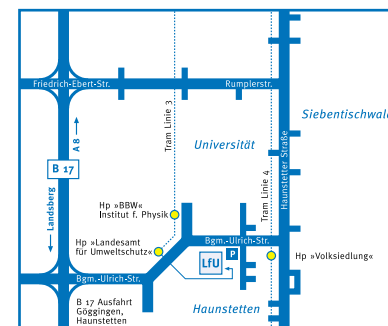 Friedrich-Ebert-Str.
Rumplerstr.
Siebentischwald
Tram Linie 3
A 8
Universität
Haunstetter Straße
B 17
Landsberg
Tram Linie 4
Hp »BBW«
Institut f. Physik
Hp »Landesamt
für Umweltschutz«
Bgm.-Ulrich-Str.
P
LfU
Hp »Volksiedlung«
Bgm.-Ulrich-Str.
B 17 Ausfahrt
Göggingen,
Haunstetten
Haunstetten